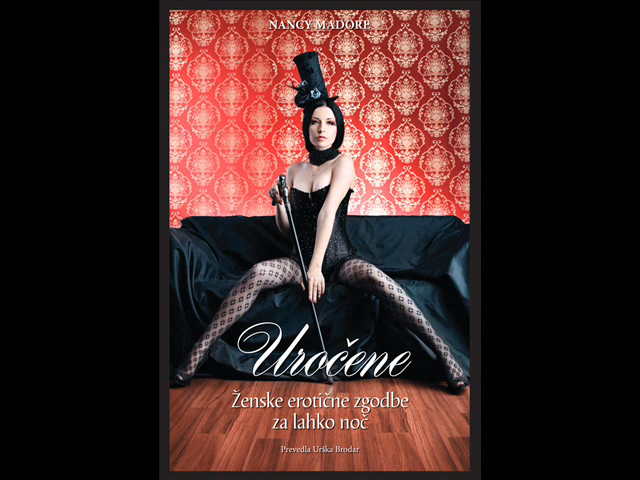 NANCY MADORE
Uročene
Ženske erotične zgodbe
za lahko noč
Prevedla Urška Brodar